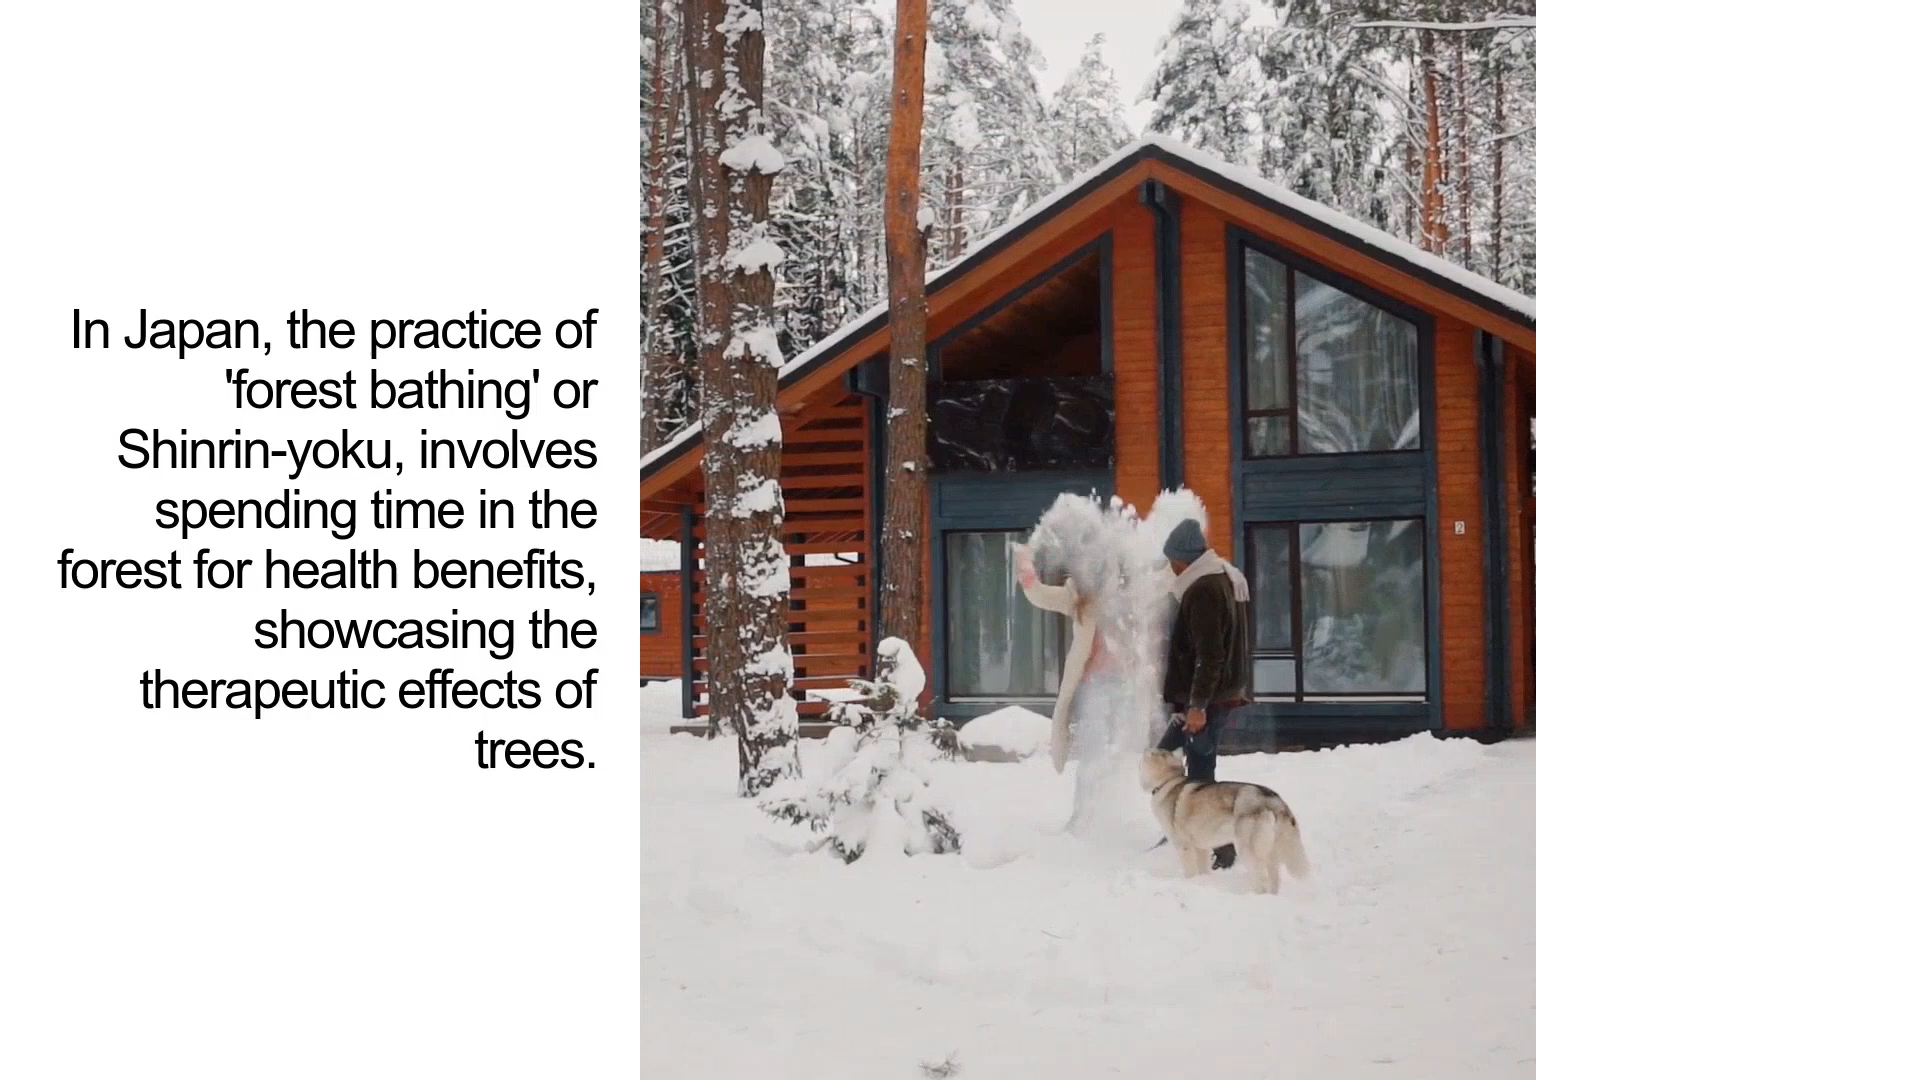 In Japan, the practice of
'forest bathing' or
Shinrin-yoku, involves
spending time in the
forest for health benefits,
showcasing the
therapeutic effects of
trees.
2